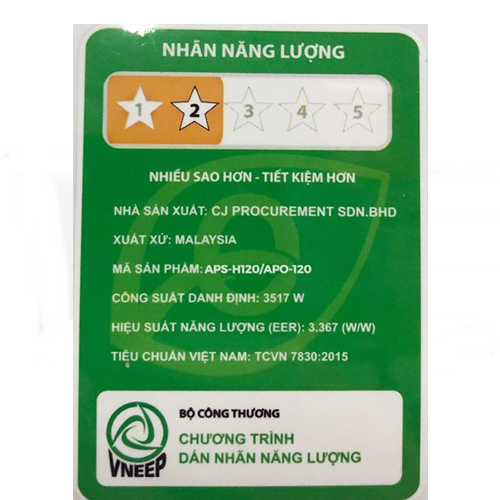 NHÃN NĂNG LƯỢNG
1 2 3 4 5
NHIỀU SAO HƠN - TIẾT KIỆM HƠN
NHÀ SẢN XUẤT: CJ PROCUREMENT SDN.BHD
XUẤT XỨ: MALAYSIA
MÃ SẢN PHẨM: APS-H120/APO-120
CÔNG SUẤT DANH ĐỊNH: 3517 W
HIỆU SUẤT NĂNG LƯỢNG (EER): 3.367 (W/W)
TIÊU CHUẨN VIỆT NAM: TCVN 7830:2015
BỘ CÔNG THƯƠNG
CHƯƠNG TRÌNH
DÁN NHÃN NĂNG LƯỢNG
VNEEP